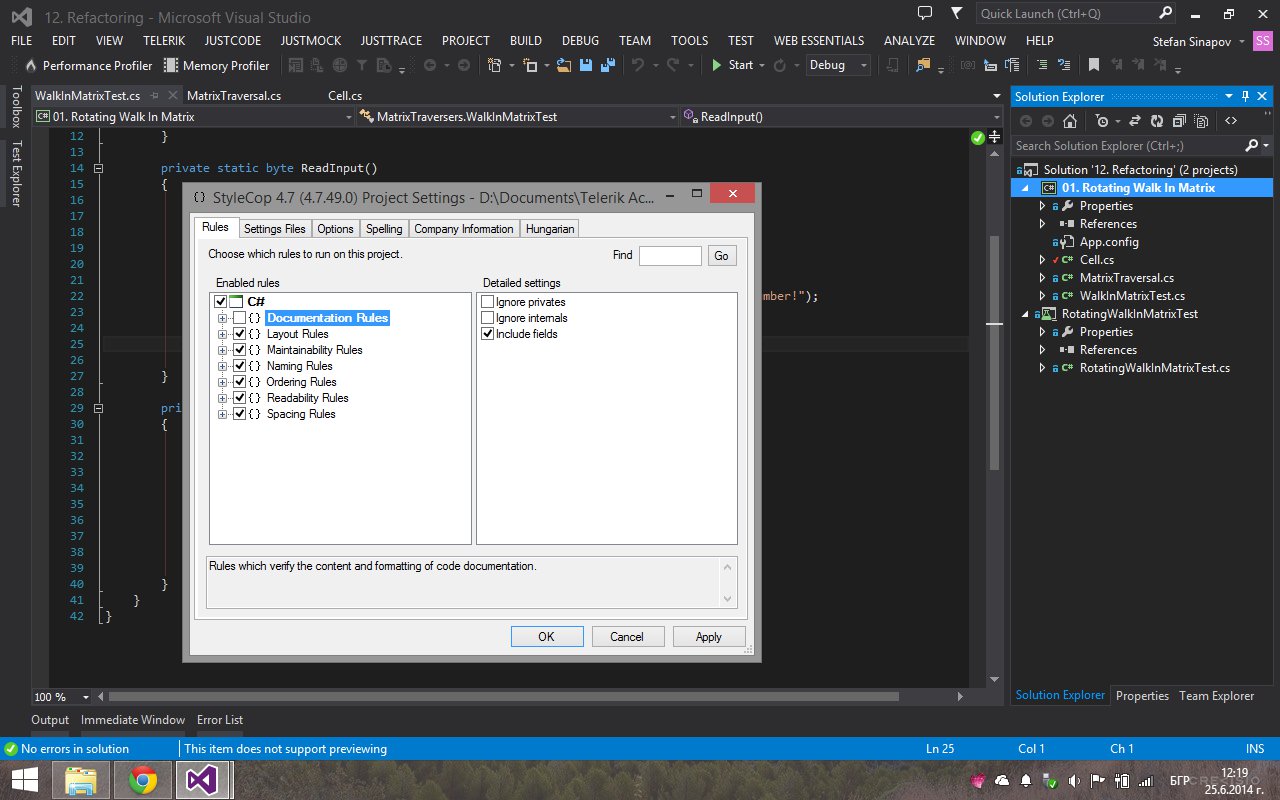 12. Refactoring - Microsoft Visual Studio
Quick Launch (Ctrl+Q)
FILE EDIT VIEW TELERIK JUSTCODE JUSTMOCK JUSTTRACE PROJECT BUILD DEBUG TEAM TOOLS TEST WEB ESSENTIALS ANALYZE WINDOW HELP
Stefan Sinapov SS
Performance Profiler Memory Profiler Start Debug
Toolbox
Test Explorer
WalkInMatrixTest.cs MatrixTraversal.cs Cell.cs
01. Rotating Walk In Matrix MatrixTraversers.WalkInMatrixTest ReadInput()
12 }
13
14 private static byte ReadInput()
15 {
16
17
18
19
20
21
22 mber!");
23
24
25
26
27 }
28
29 pri
30 {
31
32
33
34
35
36
37
38
39
40 }
41 }
42 }
StyleCop 4.7 (4.7.49.0) Project Settings - D:\Documents\Telerik Ac...
Rules Settings Files Options Spelling Company Information Hungarian
Choose which rules to run on this project.
Find Go
Enabled rules
C#
Documentation Rules
Layout Rules
Maintainability Rules
Naming Rules
Ordering Rules
Readability Rules
Spacing Rules
Detailed settings
Ignore privates
Ignore internals
Include fields
Rules which verify the content and formatting of code documentation.
OK Cancel Apply
Solution Explorer
Search Solution Explorer (Ctrl+;)
Solution '12. Refactoring' (2 projects)
C# 01. Rotating Walk In Matrix
Properties
References
App.config
C# Cell.cs
C# MatrixTraversal.cs
C# WalkInMatrixTest.cs
RotatingWalkInMatrixTest
Properties
References
C# RotatingWalkInMatrixTest.cs
100 %
Solution Explorer Properties Team Explorer
Output Immediate Window Error List
No errors in solution This item does not support previewing Ln 25 Col 1 Ch 1 INS
БГР
12:19
25.6.2014 г.